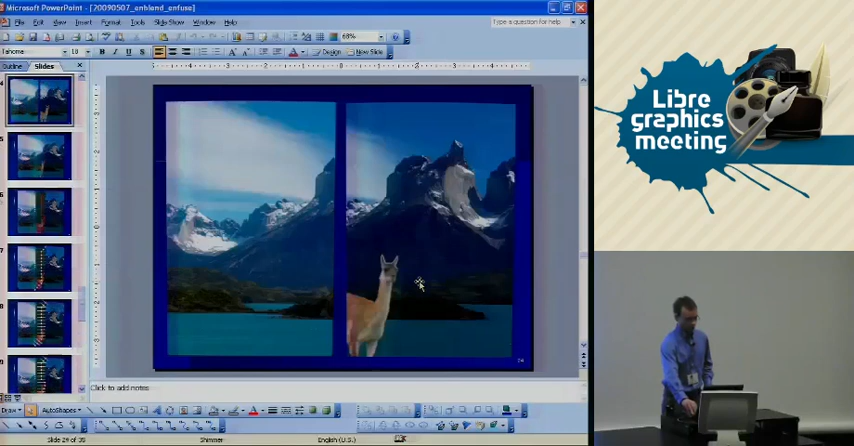 Microsoft PowerPoint - [20090507_enblend_enfuse]
File Edit View Insert Format Tools Slide Show Window Help
Type a question for help
68%
Tahoma 18 B I U S Design New Slide
Outline Slides
Click to add notes
Draw AutoShapes
Slide 29 of 35 Shimmer English (U.S.)
Libre
graphics
meeting